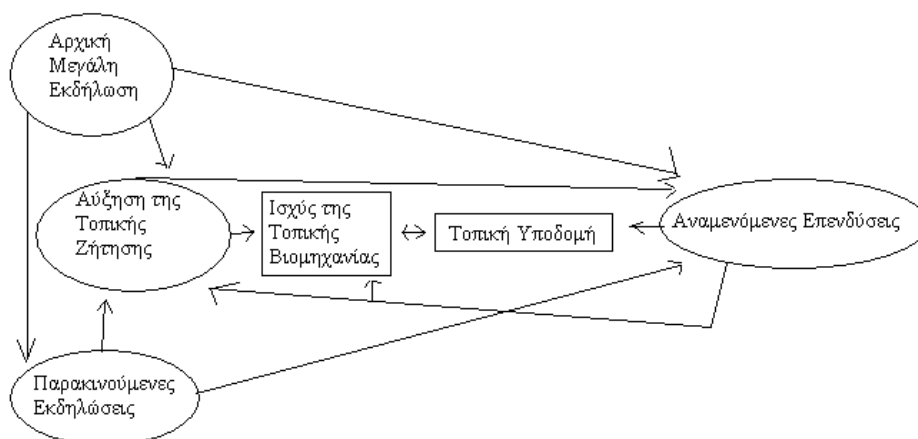 Αρχική
Μεγάλη
Εκδήλωση
Αύξηση της
Τοπικής
Ζήτησης
Ισχύς της
Τοπικής
Βιομηχανίας
Τοπική Υποδομή
Αναμενόμενες Επενδύσεις
Παρακινούμενες
Εκδηλώσεις